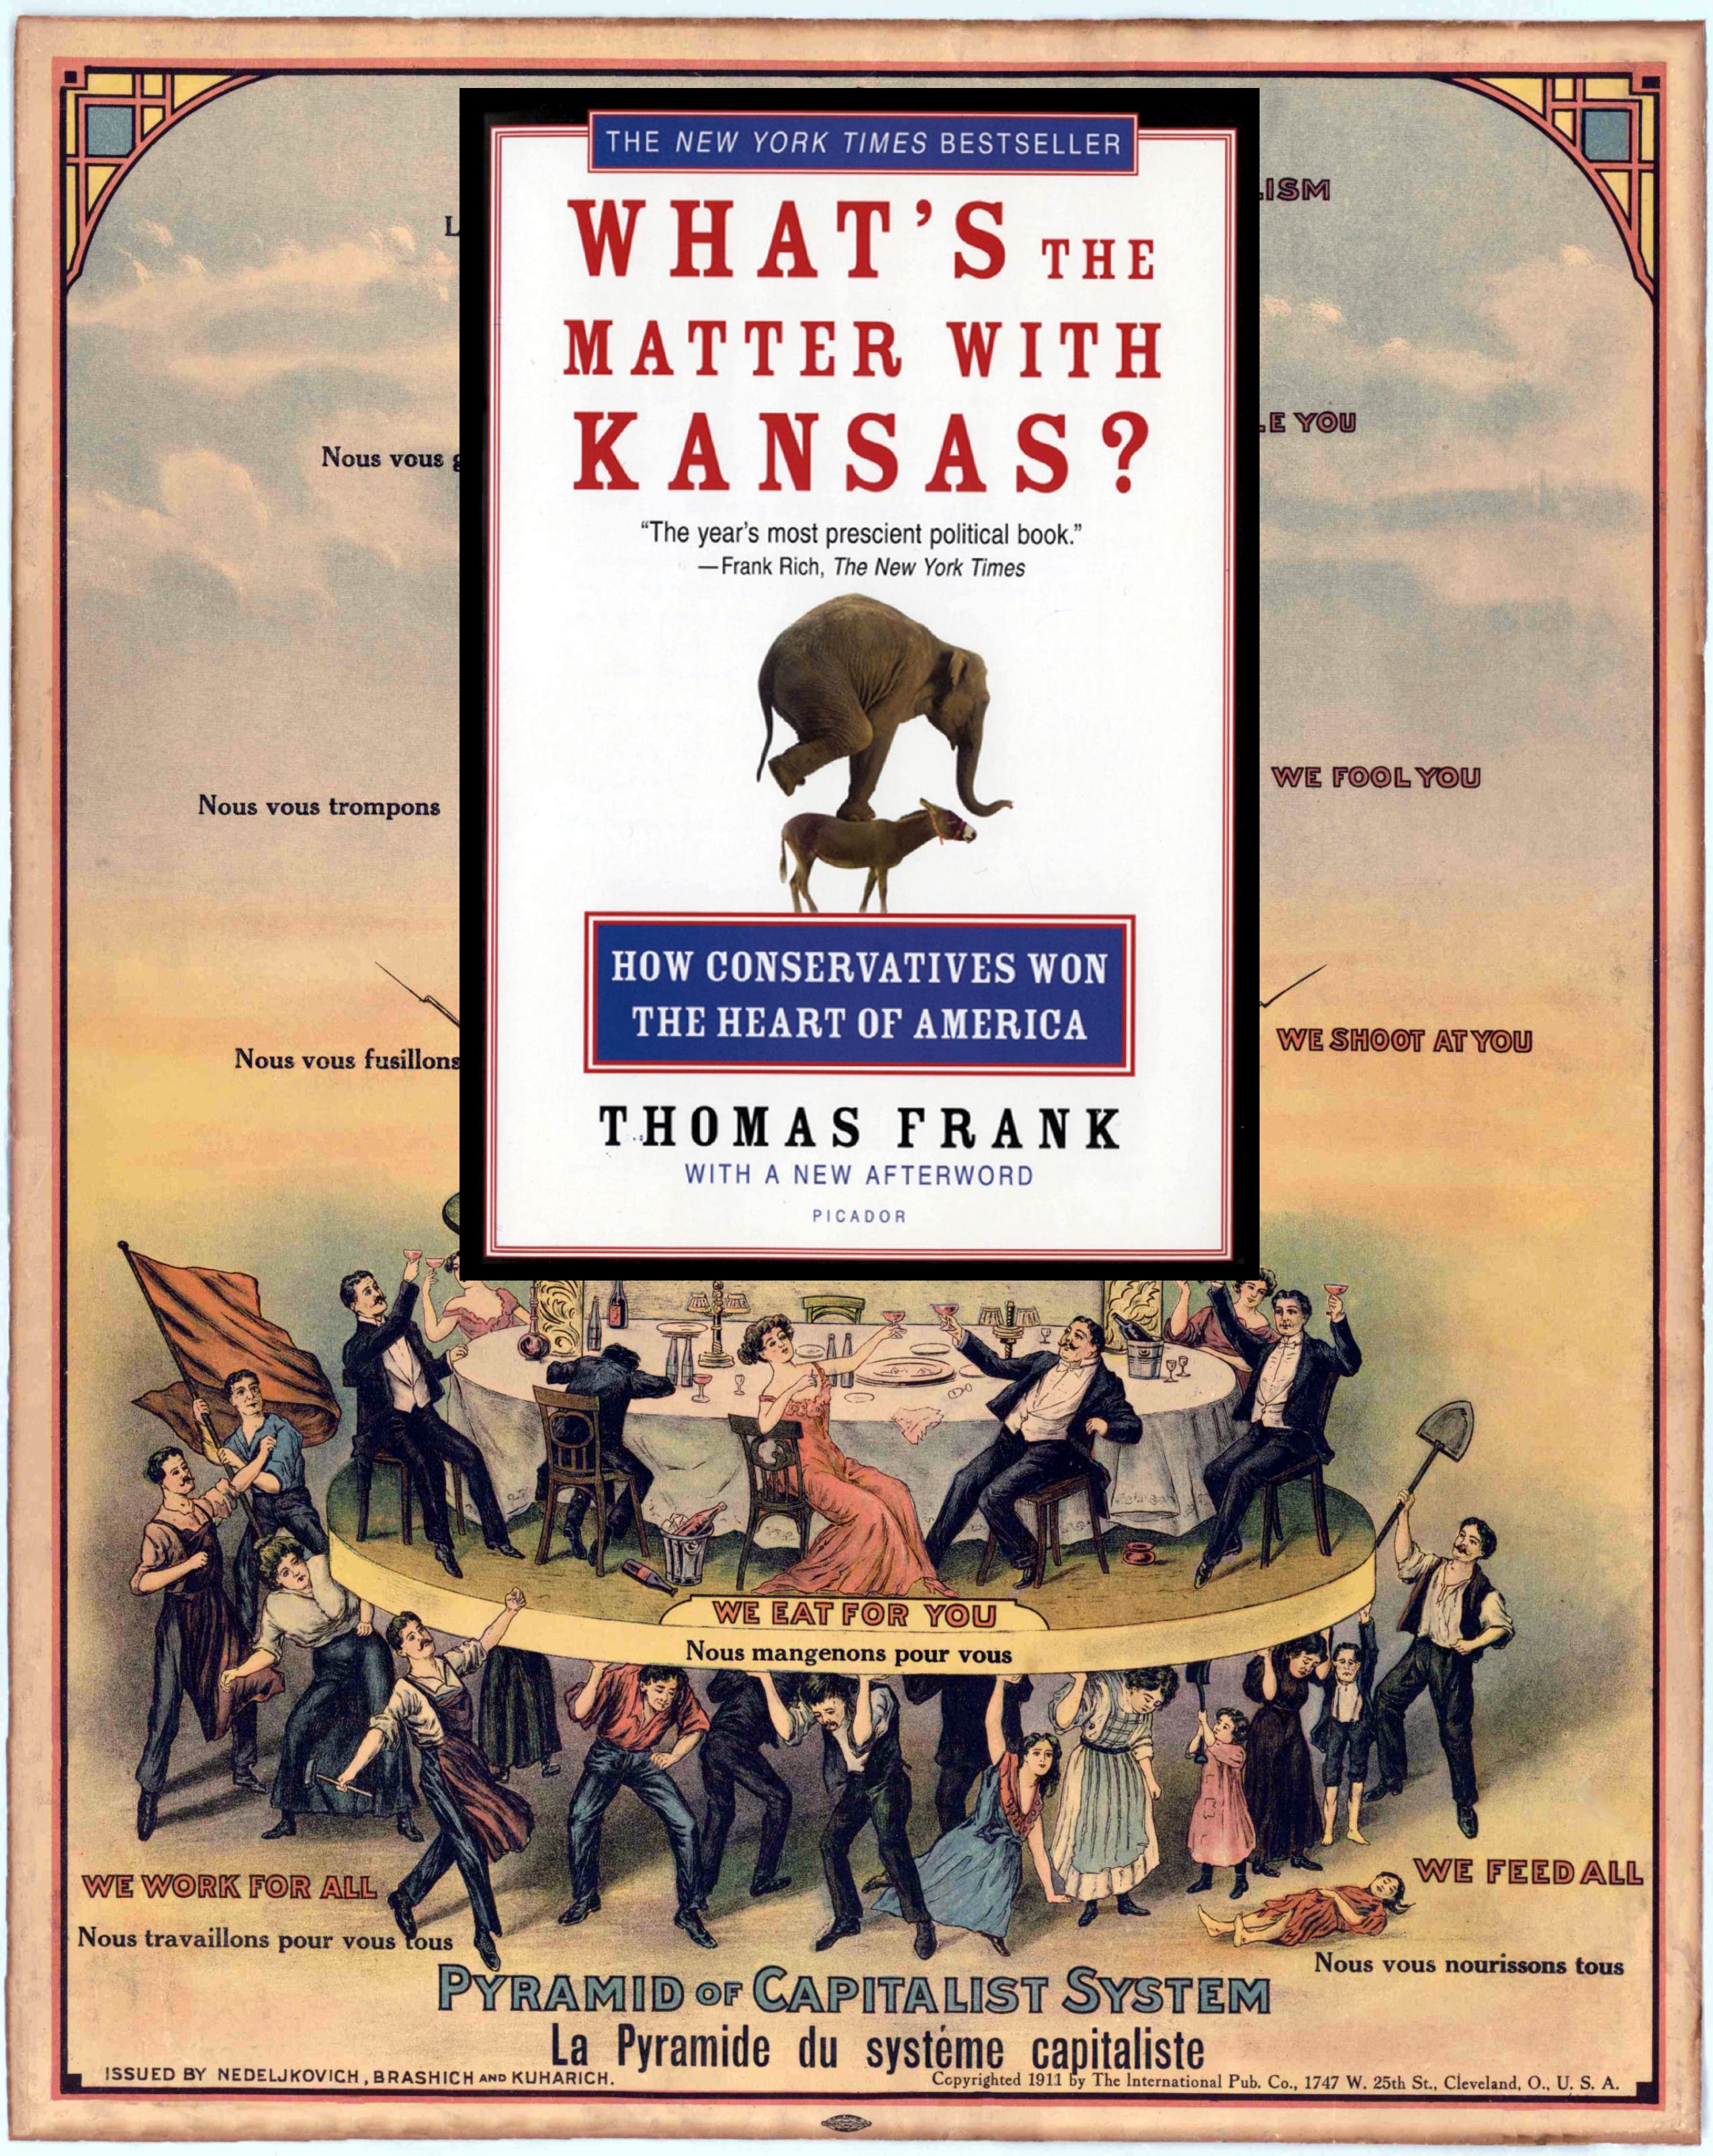 THE NEW YORK TIMES BESTSELLER
WHAT'S THE
MATTER WITH
KANSAS?
"The year's most prescient political book."
—Frank Rich, The New York Times
HOW CONSERVATIVES WON
THE HEART OF AMERICA
THOMAS FRANK
WITH A NEW AFTERWORD
PICADOR
ISM
Nous vous
E YOU
Nous vous trompons
WE FOOL YOU
Nous vous fusillons
WE SHOOT AT YOU
WE EAT FOR YOU
Nous mangenons pour vous
WE WORK FOR ALL
Nous travaillons pour vous tous
WE FEED ALL
Nous vous nourissons tous
PYRAMID OF CAPITALIST SYSTEM
La Pyramide du systéme capitaliste
ISSUED BY NEDELJKOVICH, BRASHICH AND KUHARICH.
Copyrighted 1911 by The International Pub. Co., 1747 W. 25th St., Cleveland, O., U. S. A.